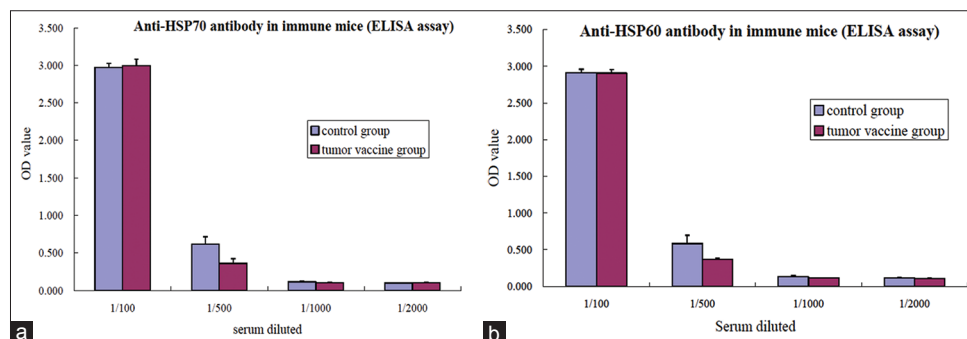 Anti-HSP70 antibody in immune mice (ELISA assay)
3.500
3.000
2.500
2.000
1.500
1.000
0.500
0.000
OD value
control group
tumor vaccine group
1/100 1/500 1/1000 1/2000
serum diluted
a
Anti-HSP60 antibody in immune mice (ELISA assay)
3.500
3.000
2.500
2.000
1.500
1.000
0.500
0.000
OD value
control group
tumor vaccine group
1/100 1/500 1/1000 1/2000
Serum diluted
b